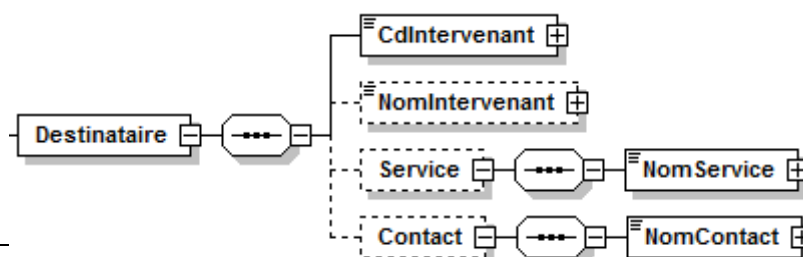 CdIntervenant
NomIntervenant
Destinataire
Service NomService
Contact NomContact